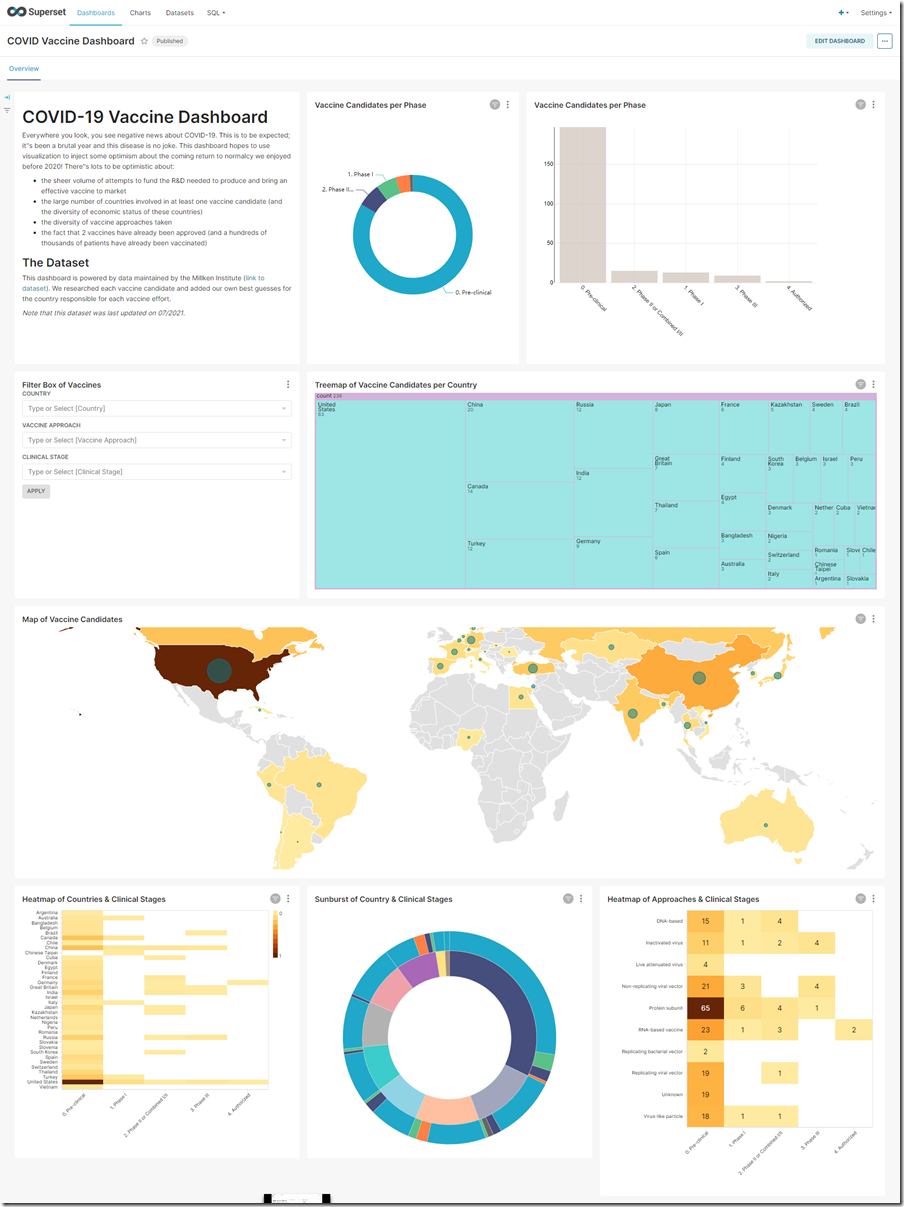 Superset
Dashboards
Charts
Datasets
SQL
+
Settings
COVID Vaccine Dashboard
Published
EDIT DASHBOARD
...
Overview
COVID-19 Vaccine Dashboard
Everywhere you look, you see negative news about COVID-19. This is to be expected;
it"s been a brutal year and this disease is no joke. This dashboard hopes to use
visualization to inject some optimism about the coming return to normalcy we enjoyed
before 2020! There"s lots to be optimistic about:
• the sheer volume of attempts to fund the R&D needed to produce and bring an
effective vaccine to market
• the large number of countries involved in at least one vaccine candidate (and
the diversity of economic status of these countries)
• the diversity of vaccine approaches taken
• the fact that 2 vaccines have already been approved (and a hundreds of
thousands of patients have already been vaccinated)
The Dataset
This dashboard is powered by data maintained by the Millken Institute (link to
dataset). We researched each vaccine candidate and added our own best guesses for
the country responsible for each vaccine effort.
Note that this dataset was last updated on 07/2021.
Vaccine Candidates per Phase
1. Phase I
2. Phase II...
0. Pre-clinical
Vaccine Candidates per Phase
150
100
50
0
0. Pre-clinical
2. Phase II or Combined I/II
1. Phase I
3. Phase III
4. Authorized
Filter Box of Vaccines
COUNTRY
Type or Select [Country]
VACCINE APPROACH
Type or Select [Vaccine Approach]
CLINICAL STAGE
Type or Select [Clinical Stage]
APPLY
Treemap of Vaccine Candidates per Country
count
United
States
China
20
Canada
14
Turkey
12
Russia
12
India
12
Germany
Japan
Great
Britain
7
Thailand
7
Spain
6
France
Finland
4
Egypt
Bangladesh
Australia
Kazakhstan
Sweden
4
Brazil
4
South
Korea
Belgium
Israel
Peru
Denmark
Nigeria
Switzerland
Italy
Nether
Cuba
Vietnar
Romania
Slove
Chile
Chinese
Taipei
Argentina
Slovakia
Map of Vaccine Candidates
Heatmap of Countries & Clinical Stages
Argentina
Australia
Bangladesh
Belgium
Brazil
Canada
Chile
China
Chinese Taipei
Cuba
Denmark
Egypt
Finland
France
Germany
Great Britain
India
Israel
Italy
Japan
Kazakhstan
Netherlands
Nigeria
Peru
Romania
Russia
Slovakia
Slovenia
South Korea
Spain
Sweden
Switzerland
Thailand
Turkey
United States
Vietnam
0. Pre-clinical
1. Phase I
2. Phase II or Combined I/II
3. Phase III
4. Authorized
0
1
Sunburst of Country & Clinical Stages
Heatmap of Approaches & Clinical Stages
DNA-based 15 1 4
Inactivated virus 11 1 2 4
Live attenuated virus 4
Non-replicating viral vector 21 3 4
Protein subunit 65 6 4 1
RNA-based vaccine 23 1 3 2
Replicating bacterial vector 2
Replicating viral vector 19 1
Unknown 19
Virus-like particle 18 1 1
0. Pre-clinical
1. Phase I
2. Phase II or Combined I/II
3. Phase III
4. Authorized